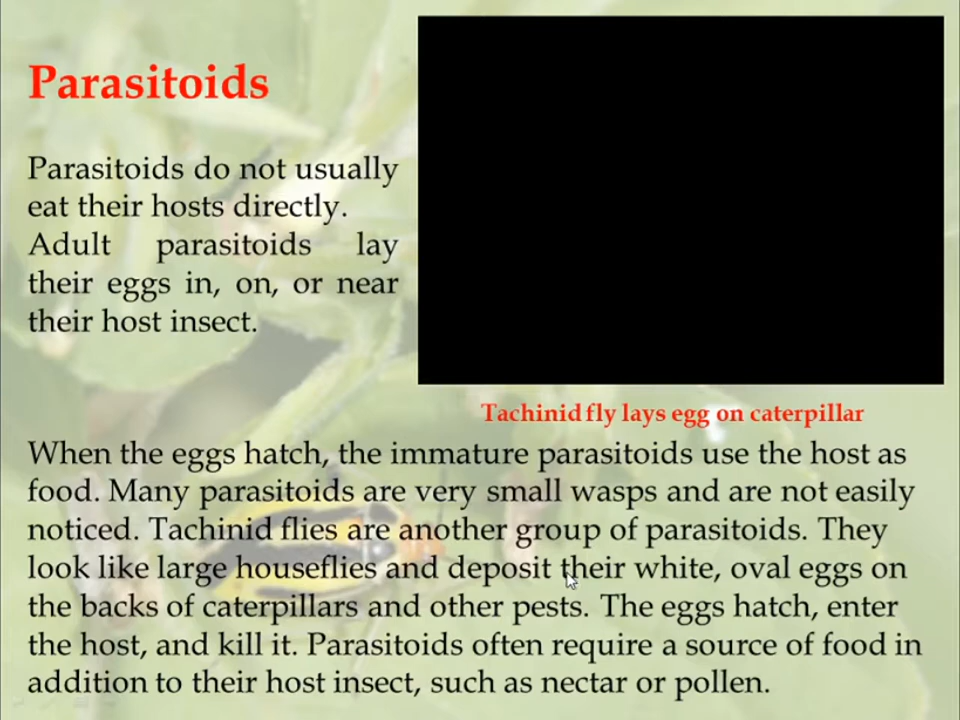 Parasitoids
Parasitoids do not usually
eat their hosts directly.
Adult parasitoids lay
their eggs in, on, or near
their host insect.
Tachinid fly lays egg on caterpillar
When the eggs hatch, the immature parasitoids use the host as
food. Many parasitoids are very small wasps and are not easily
noticed. Tachinid flies are another group of parasitoids. They
look like large houseflies and deposit their white, oval eggs on
the backs of caterpillars and other pests. The eggs hatch, enter
the host, and kill it. Parasitoids often require a source of food in
addition to their host insect, such as nectar or pollen.